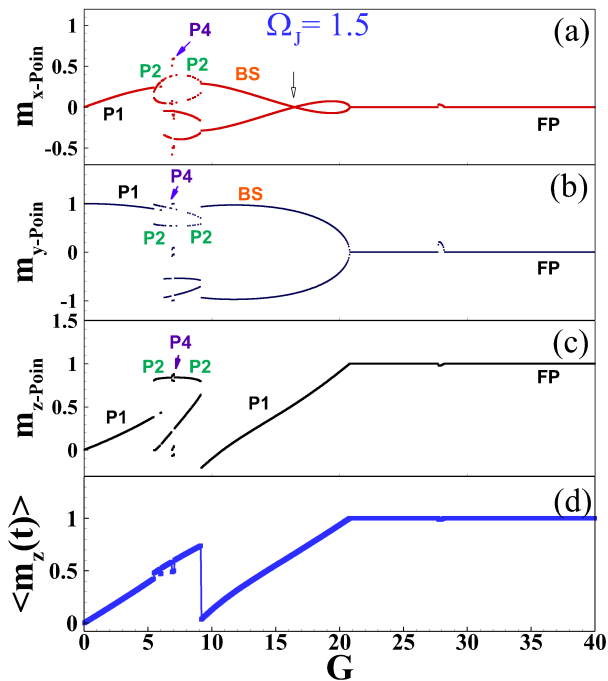 Ω_J = 1.5
(a)
m_x-Poin
1
0.5
0
-0.5
P4
P2 P2
BS
P1
FP
(b)
m_y-Poin
1
0
-1
P1
P4
BS
P2 P2
FP
(c)
m_z-Poin
1.5
1
0.5
0
P4
P2 P2
P1
P1
FP
(d)
<m_z(t)>
1
0.5
0
0 5 10 15 20 25 30 35 40
G